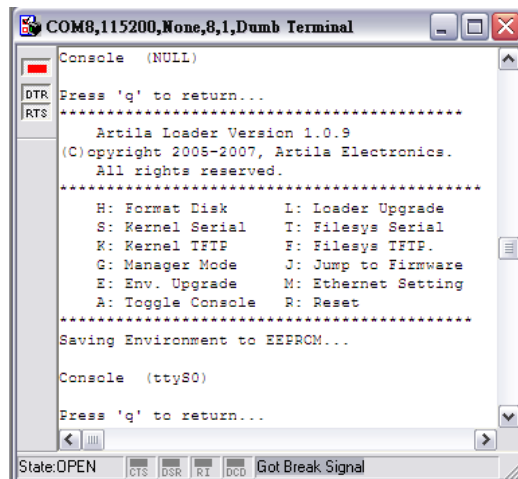 COM8,115200,None,8,1,Dumb Terminal
Console (NULL)
DTR
RTS
Press 'q' to return...
*******************************************
Artila Loader Version 1.0.9
(C)opyright 2005-2007, Artila Electronics.
All rights reserved.
*********************************************
H: Format Disk L: Loader Upgrade
S: Kernel Serial T: Filesys Serial
K: Kernel TFTP F: Filesys TFTP.
G: Manager Mode J: Jump to Firmware
E: Env. Upgrade M: Ethernet Setting
A: Toggle Console R: Reset
********************************************
Saving Environment to EEPROM...
Console (ttyS0)
Press 'q' to return...
State:OPEN CTS DSR RI DCD Got Break Signal